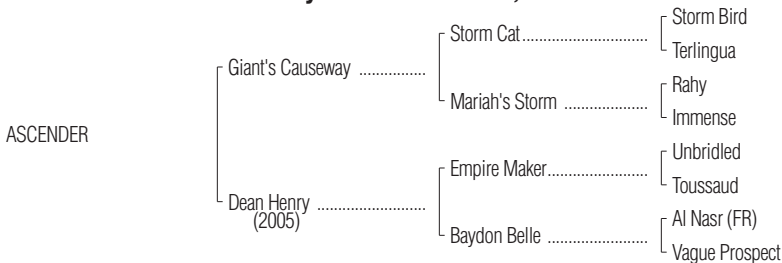 Storm Bird
Storm Cat
Terlingua
Giant's Causeway
Rahy
Mariah's Storm
Immense
ASCENDER
Unbridled
Empire Maker
Toussaud
Dean Henry
(2005)
Al Nasr (FR)
Baydon Belle
Vague Prospect